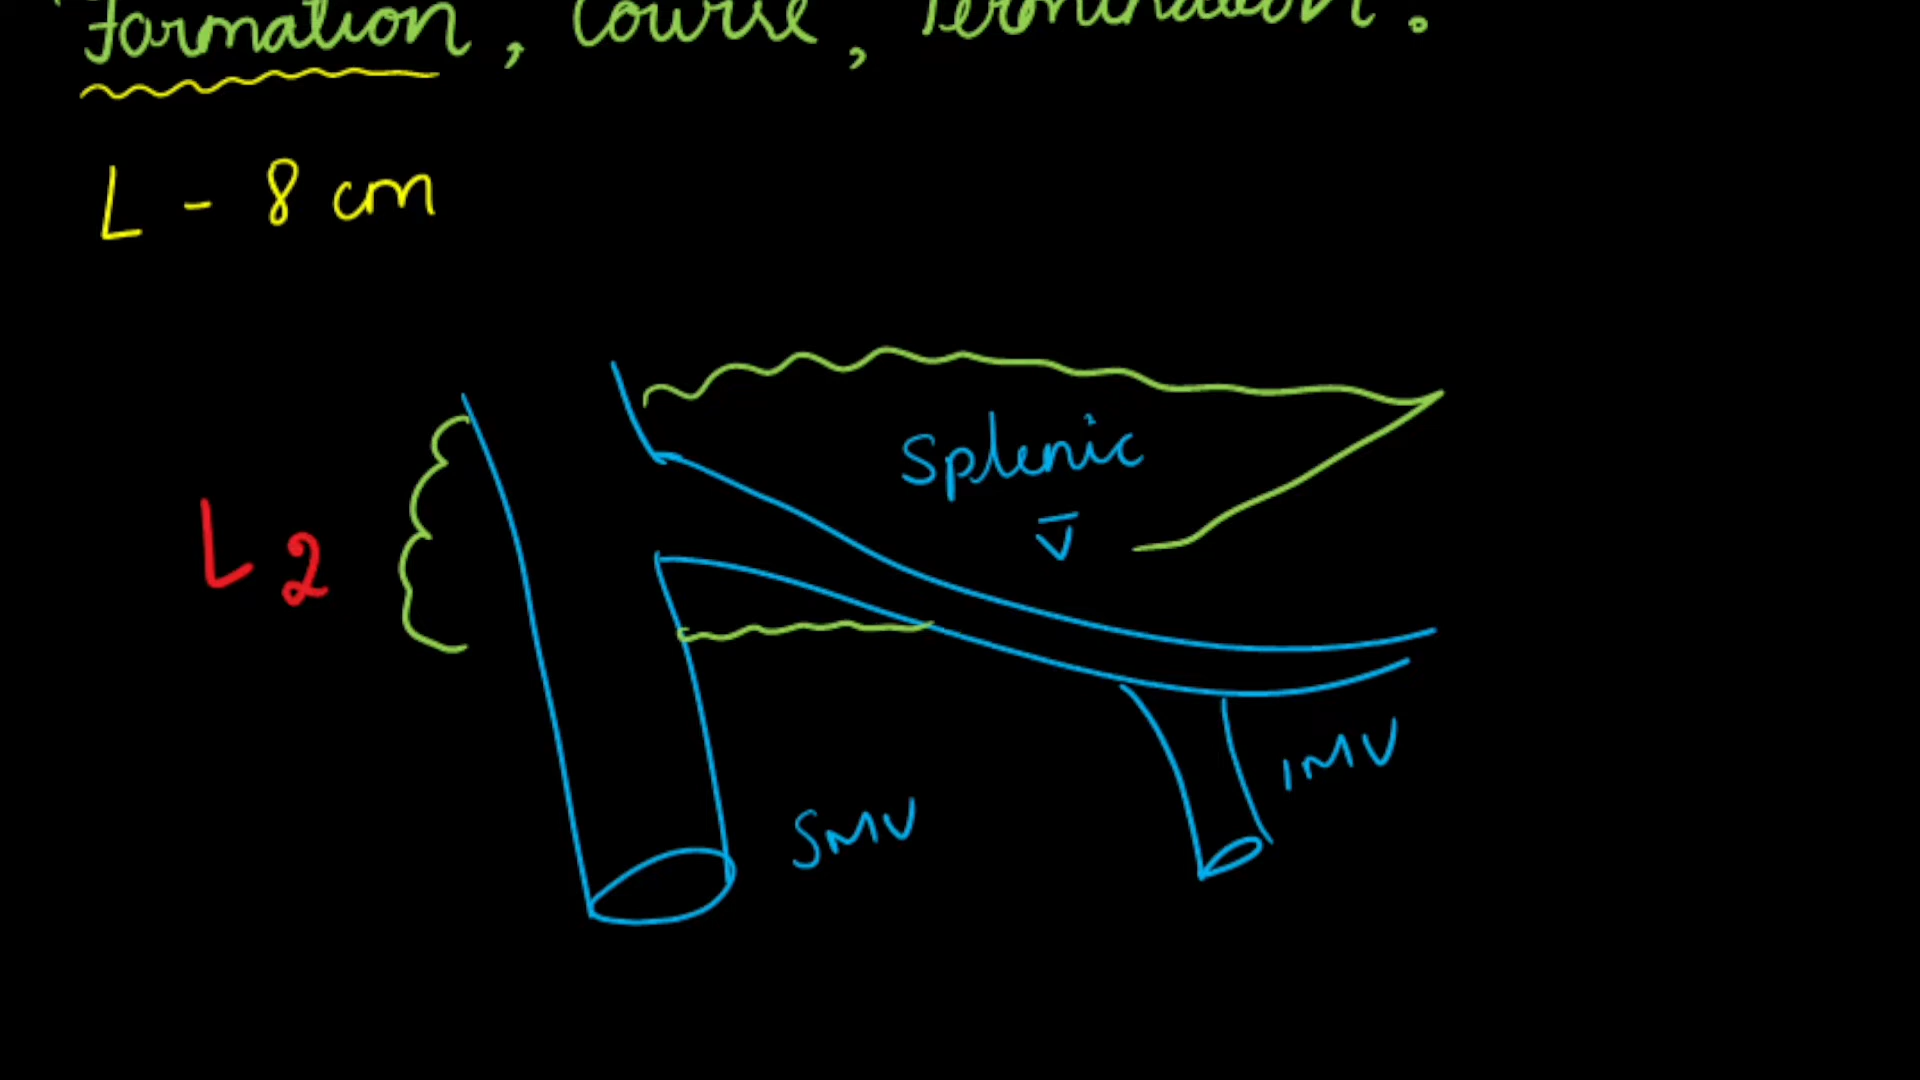 Formation, Course, Termination.
L - 8 cm
Splenic
V̄
L2
IMV
SMV